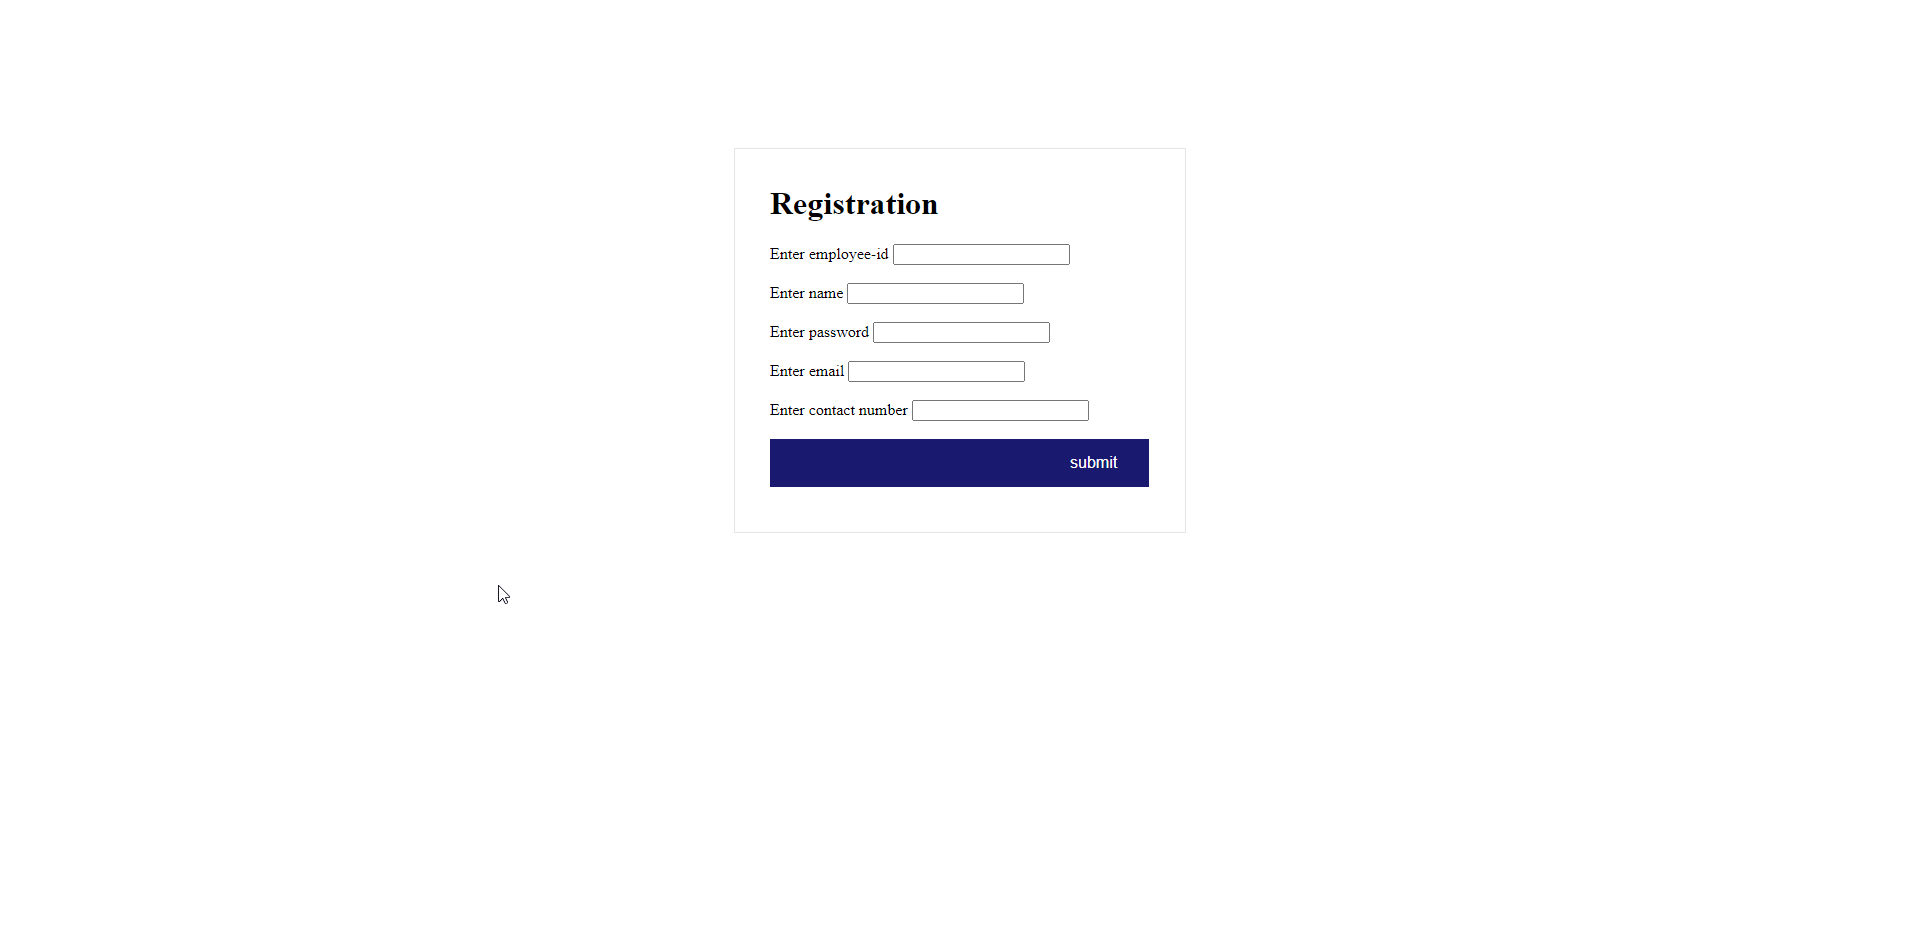 Registration
Enter employee-id
Enter name
Enter password
Enter email
Enter contact number
submit